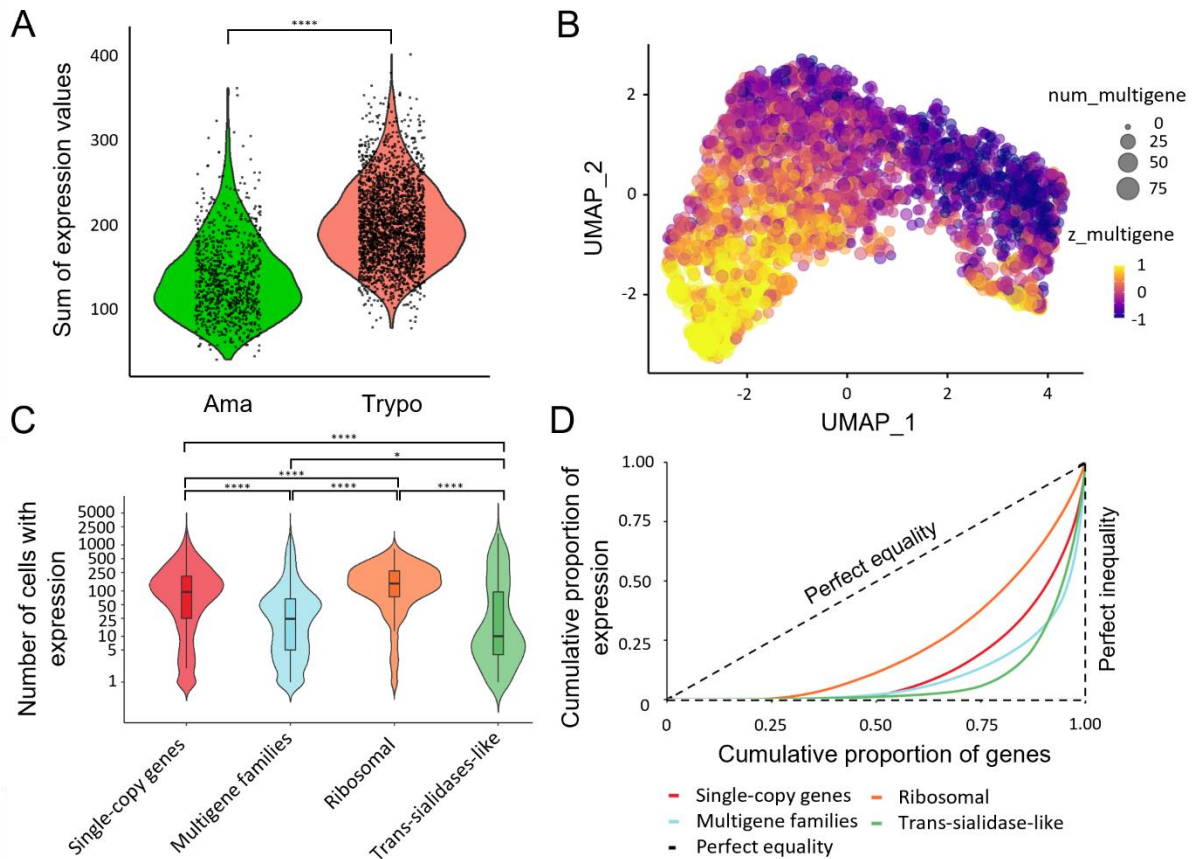 A
****
Sum of expression values
400
300
200
100
Ama
Trypo
B
UMAP_2
2
0
-2
-2
0
2
4
UMAP_1
num_multigene
0
25
50
75
z_multigene
1
0
-1
C
****
*
****
****
****
****
Number of cells with
expression
5000
2500
1000
500
250
100
50
25
10
5
1
Single-copy genes
Multigene families
Ribosomal
Trans-sialidases-like
D
Cumulative proportion of
expression
1.00
0.75
0.50
0.25
0
Perfect equality
Perfect inequality
0
0.25
0.50
0.75
1.00
Cumulative proportion of genes
Single-copy genes
Ribosomal
Multigene families
Trans-sialidase-like
Perfect equality